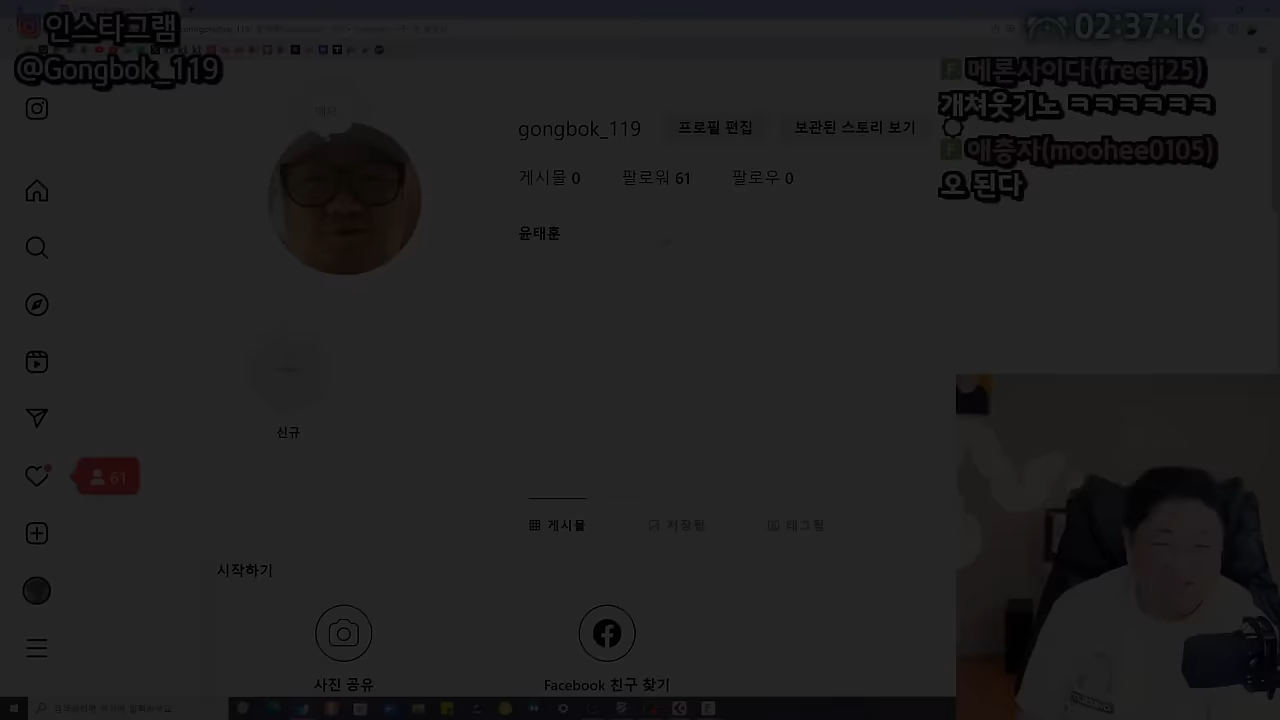 인스타그램
@Gongbok_119
02:37:16
메론사이다(freeji25)
개쳐웃기노 ㅋㅋㅋㅋㅋㅋ
애층자(moohee0105)
오 된다
gongbok_119
프로필 편집
보관된 스토리 보기
게시물 0
팔로워 61
팔로우 0
윤태훈
신규
61
게시물
저장됨
태그됨
시작하기
사진 공유
Facebook 친구 찾기